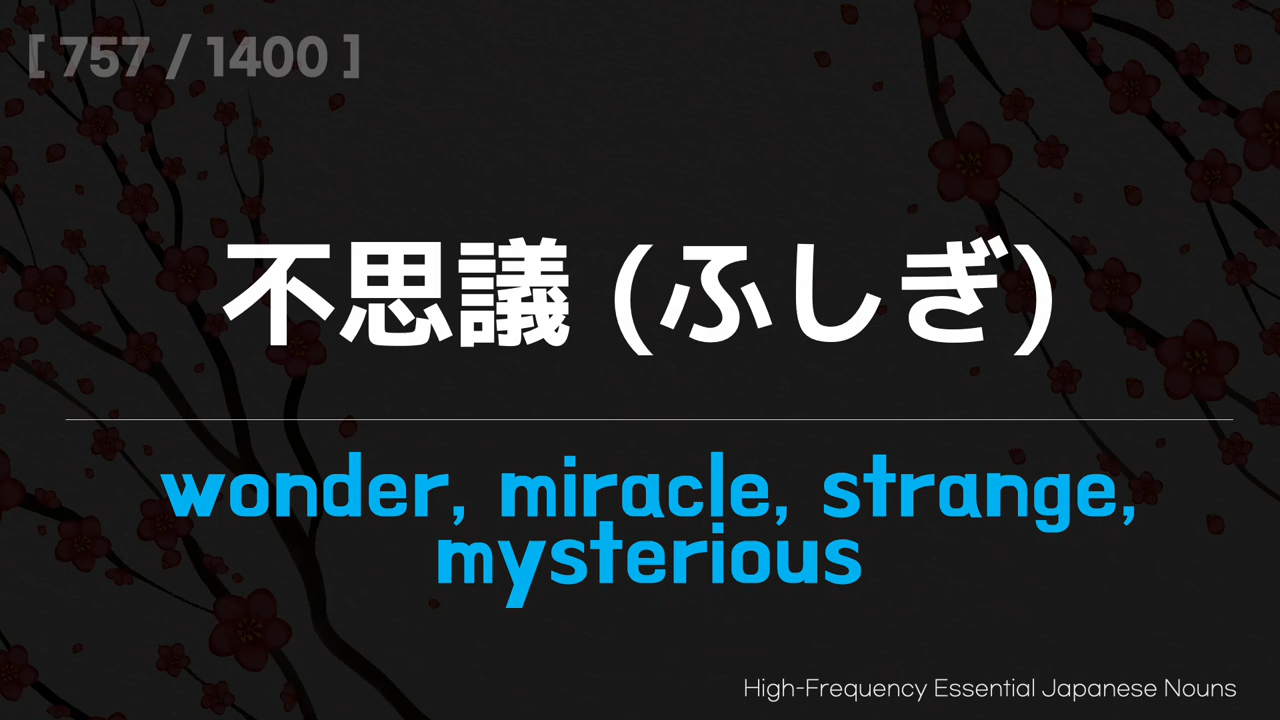 [ 757 / 1400 ]
不思議 (ふしぎ)
wonder, miracle, strange,
mysterious
High-Frequency Essential Japanese Nouns